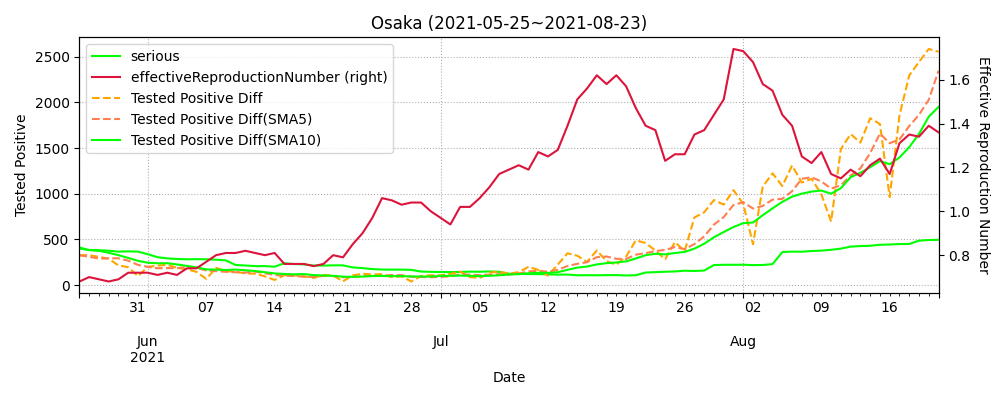 Osaka (2021-05-25~2021-08-23)
serious
effectiveReproductionNumber (right)
Tested Positive Diff
Tested Positive Diff(SMA5)
Tested Positive Diff(SMA10)
Tested Positive
2500
2000
1500
1000
500
0
1.6
1.4
1.2
1.0
0.8
Effective Reproduction Number
31 07 14 21 28 05 12 19 26 02 09 16
Jun Jul Aug
2021
Date